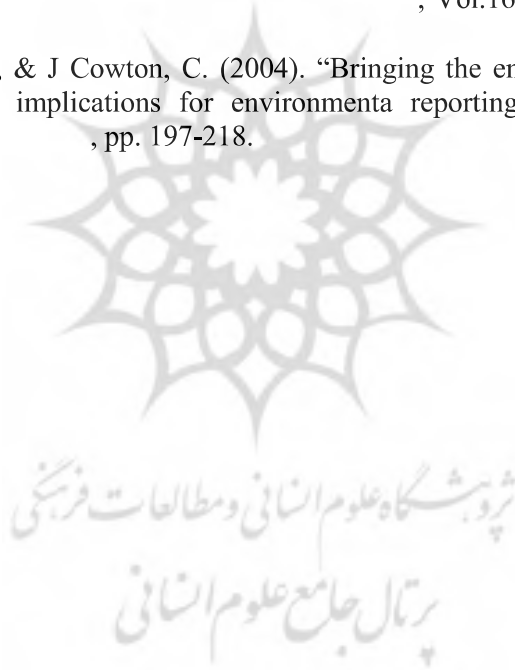 , Vol.16
, & J Cowton, C. (2004). “Bringing the en
implications for environmenta reporting
, pp. 197-218.
پژوهشگاه علوم انسانی و مطالعات فرهنگی
پرتال جامع علوم انسانی